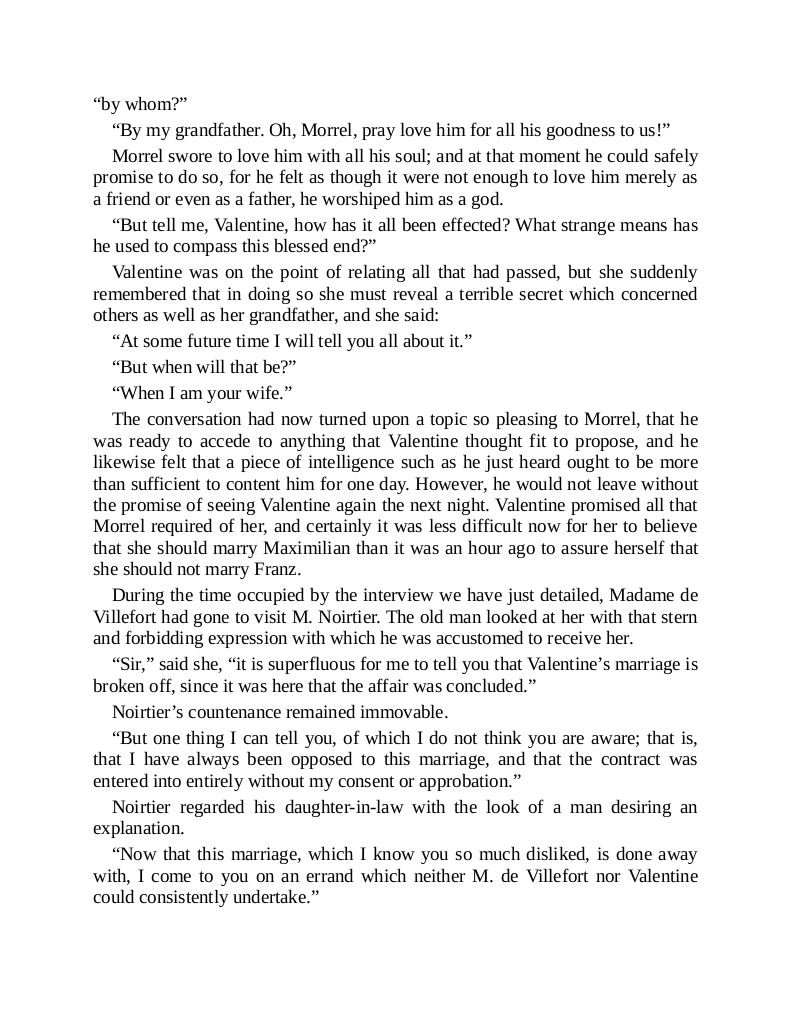 “by whom?”
“By my grandfather. Oh, Morrel, pray love him for all his goodness to us!”
Morrel swore to love him with all his soul; and at that moment he could safely
promise to do so, for he felt as though it were not enough to love him merely as
a friend or even as a father, he worshiped him as a god.
“But tell me, Valentine, how has it all been effected? What strange means has
he used to compass this blessed end?”
Valentine was on the point of relating all that had passed, but she suddenly
remembered that in doing so she must reveal a terrible secret which concerned
others as well as her grandfather, and she said:
“At some future time I will tell you all about it.”
“But when will that be?”
“When I am your wife.”
The conversation had now turned upon a topic so pleasing to Morrel, that he
was ready to accede to anything that Valentine thought fit to propose, and he
likewise felt that a piece of intelligence such as he just heard ought to be more
than sufficient to content him for one day. However, he would not leave without
the promise of seeing Valentine again the next night. Valentine promised all that
Morrel required of her, and certainly it was less difficult now for her to believe
that she should marry Maximilian than it was an hour ago to assure herself that
she should not marry Franz.
During the time occupied by the interview we have just detailed, Madame de
Villefort had gone to visit M. Noirtier. The old man looked at her with that stern
and forbidding expression with which he was accustomed to receive her.
“Sir,” said she, “it is superfluous for me to tell you that Valentine’s marriage is
broken off, since it was here that the affair was concluded.”
Noirtier’s countenance remained immovable.
“But one thing I can tell you, of which I do not think you are aware; that is,
that I have always been opposed to this marriage, and that the contract was
entered into entirely without my consent or approbation.”
Noirtier regarded his daughter-in-law with the look of a man desiring an
explanation.
“Now that this marriage, which I know you so much disliked, is done away
with, I come to you on an errand which neither M. de Villefort nor Valentine
could consistently undertake.”